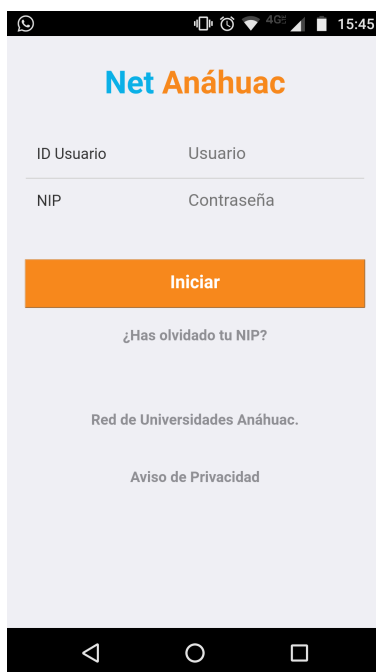 4G 15:45
Net Anáhuac
ID Usuario Usuario
NIP Contraseña
Iniciar
¿Has olvidado tu NIP?
Red de Universidades Anáhuac.
Aviso de Privacidad